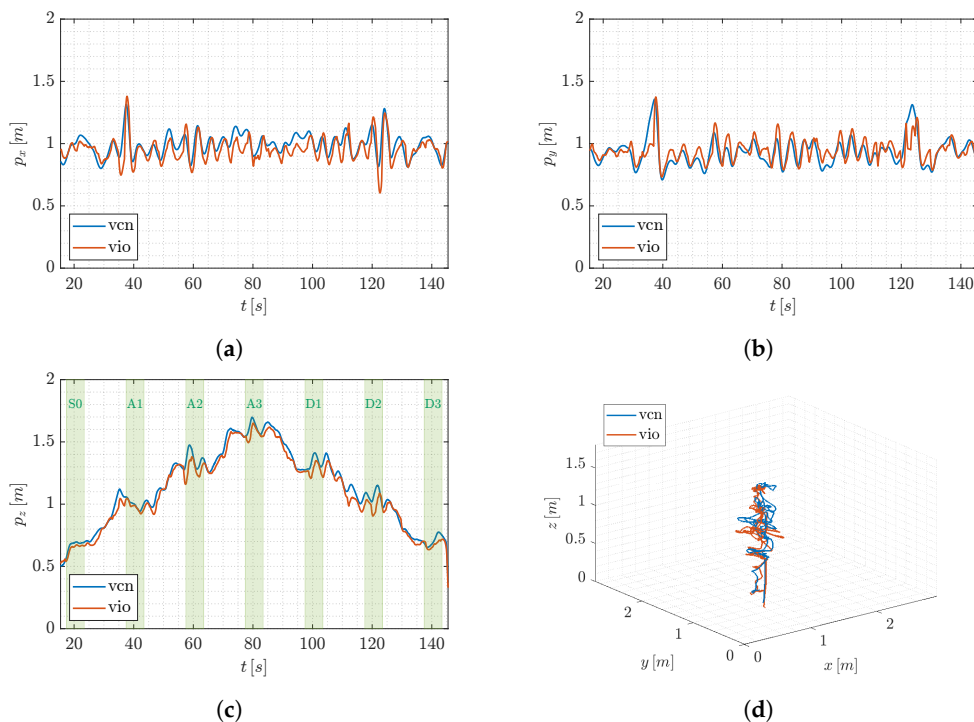 2
1.5
1
0.5
0
p_x [m]
vcn
vio
20 40 60 80 100 120 140
t [s]
(a)
2
1.5
1
0.5
0
p_y [m]
vcn
vio
20 40 60 80 100 120 140
t [s]
(b)
2
1.5
1
0.5
0
p_z [m]
S0 A1 A2 A3 D1 D2 D3
vcn
vio
20 40 60 80 100 120 140
t [s]
(c)
vcn
vio
1.5
1
0.5
0
z [m]
2
1
0
y [m]
0
1
2
x [m]
(d)